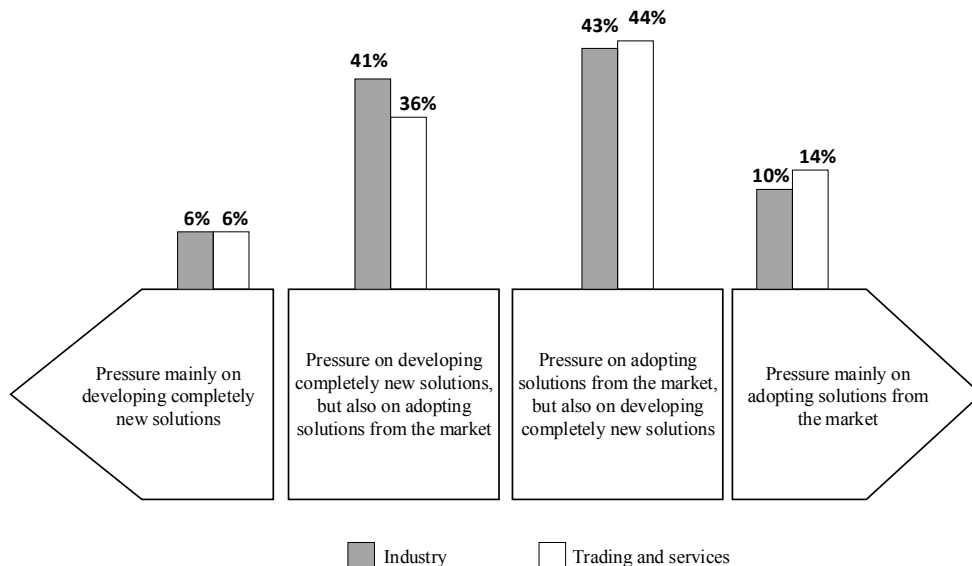 43% 44%
41%
36%
14%
10%
6% 6%
Pressure mainly on
developing completely
new solutions
Pressure on developing
completely new solutions,
but also on adopting
solutions from the market
Pressure on adopting
solutions from the market,
but also on developing
completely new solutions
Pressure mainly on
adopting solutions from
the market
Industry
Trading and services